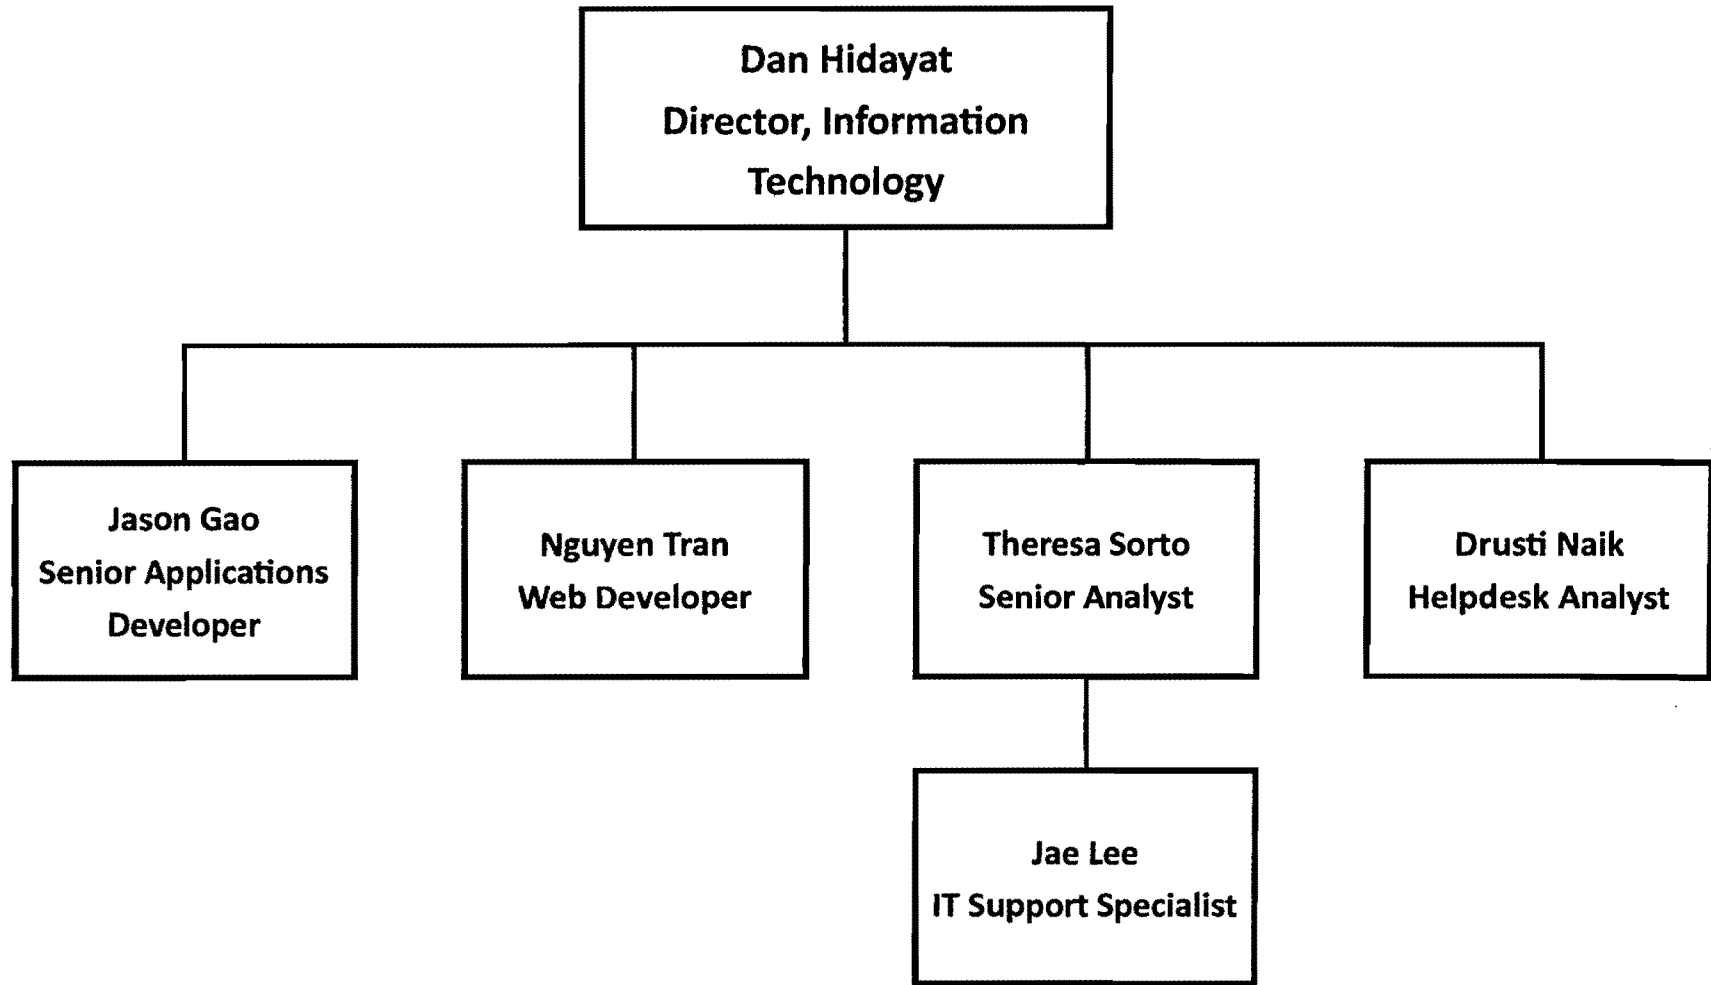 Dan Hidayat
Director, Information
Technology
Jason Gao
Senior Applications
Developer
Nguyen Tran
Web Developer
Theresa Sorto
Senior Analyst
Drusti Naik
Helpdesk Analyst
Jae Lee
IT Support Specialist